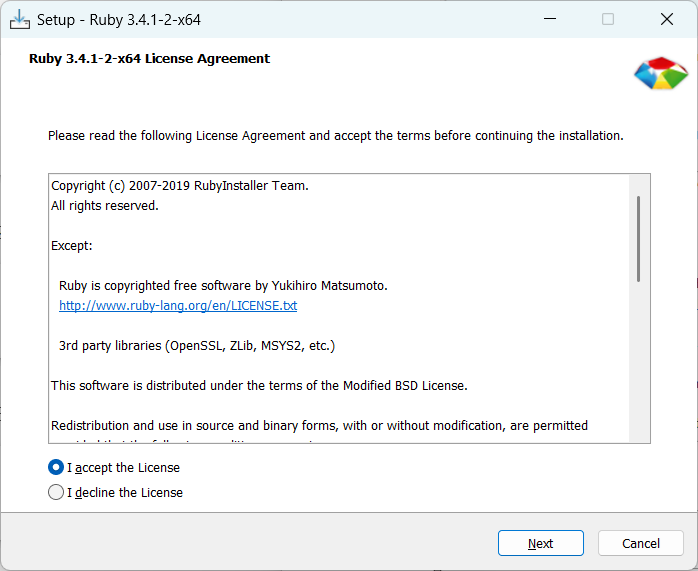 Setup - Ruby 3.4.1-2-x64
Ruby 3.4.1-2-x64 License Agreement
Please read the following License Agreement and accept the terms before continuing the installation.
Copyright (c) 2007-2019 RubyInstaller Team.
All rights reserved.
Except:
Ruby is copyrighted free software by Yukihiro Matsumoto.
http://www.ruby-lang.org/en/LICENSE.txt
3rd party libraries (OpenSSL, ZLib, MSYS2, etc.)
This software is distributed under the terms of the Modified BSD License.
Redistribution and use in source and binary forms, with or without modification, are permitted
I accept the License
I decline the License
Next
Cancel